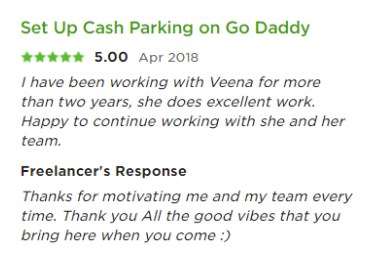 Set Up Cash Parking on Go Daddy
5.00 Apr 2018
I have been working with Veena for more
than two years, she does excellent work.
Happy to continue working with she and her
team.
Freelancer's Response
Thanks for motivating me and my team every
time. Thank you All the good vibes that you
bring here when you come :)